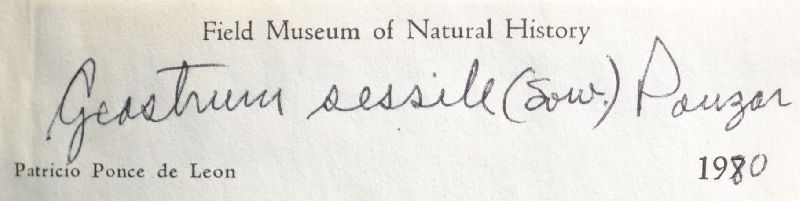 Field Museum of Natural History
Geastrum sessile (Sow.) Pouzar
Patricio Ponce de Leon 1980